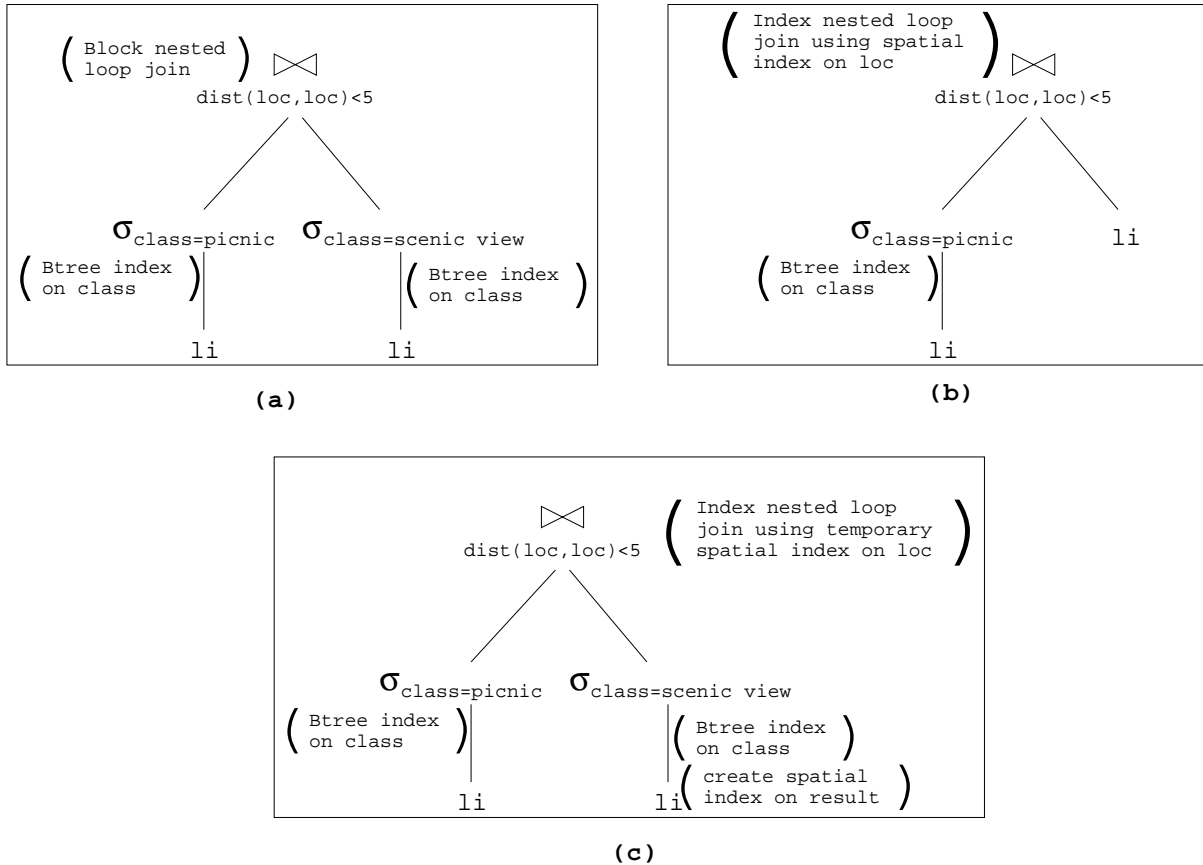 Block nested
loop join
dist(loc,loc)<5
σclass=picnic
σclass=scenic view
Btree index
on class
Btree index
on class
li
li
(a)
Index nested loop
join using spatial
index on loc
dist(loc,loc)<5
σclass=picnic
li
Btree index
on class
li
(b)
Index nested loop
join using temporary
spatial index on loc
dist(loc,loc)<5
σclass=picnic
σclass=scenic view
Btree index
on class
Btree index
on class
create spatial
index on result
li
li
(c)